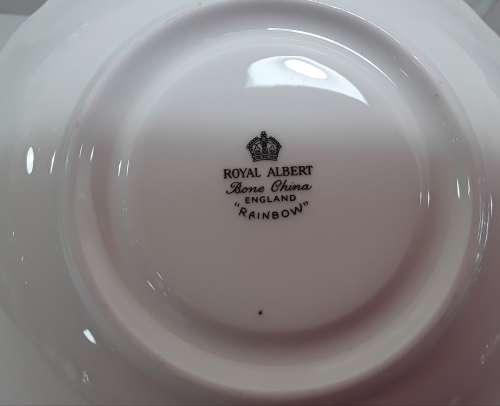 ROYAL ALBERT
Bone China
ENGLAND
"RAINBOW"